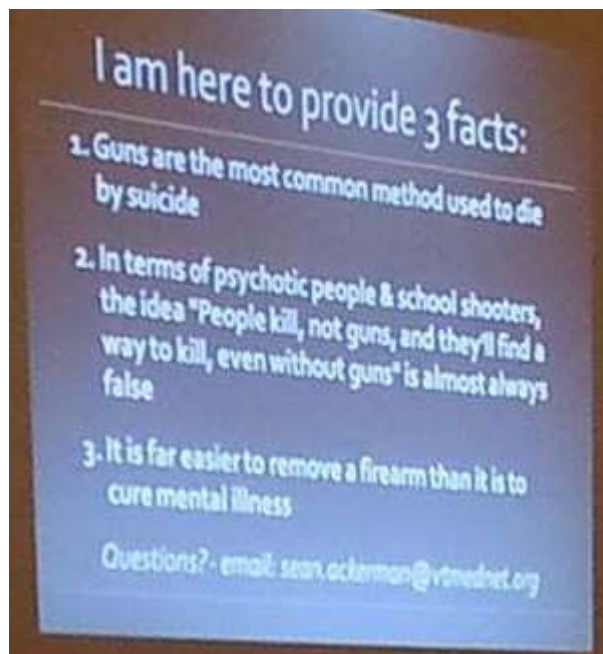 I am here to provide 3 facts:
1. Guns are the most common method used to die
by suicide
2. In terms of psychotic people & school shooters,
the idea "People kill, not guns, and they'll find a
way to kill, even without guns" is almost always
false
3. It is far easier to remove a firearm than it is to
cure mental illness
Questions? - email: sean.ackerman@vtmednet.org